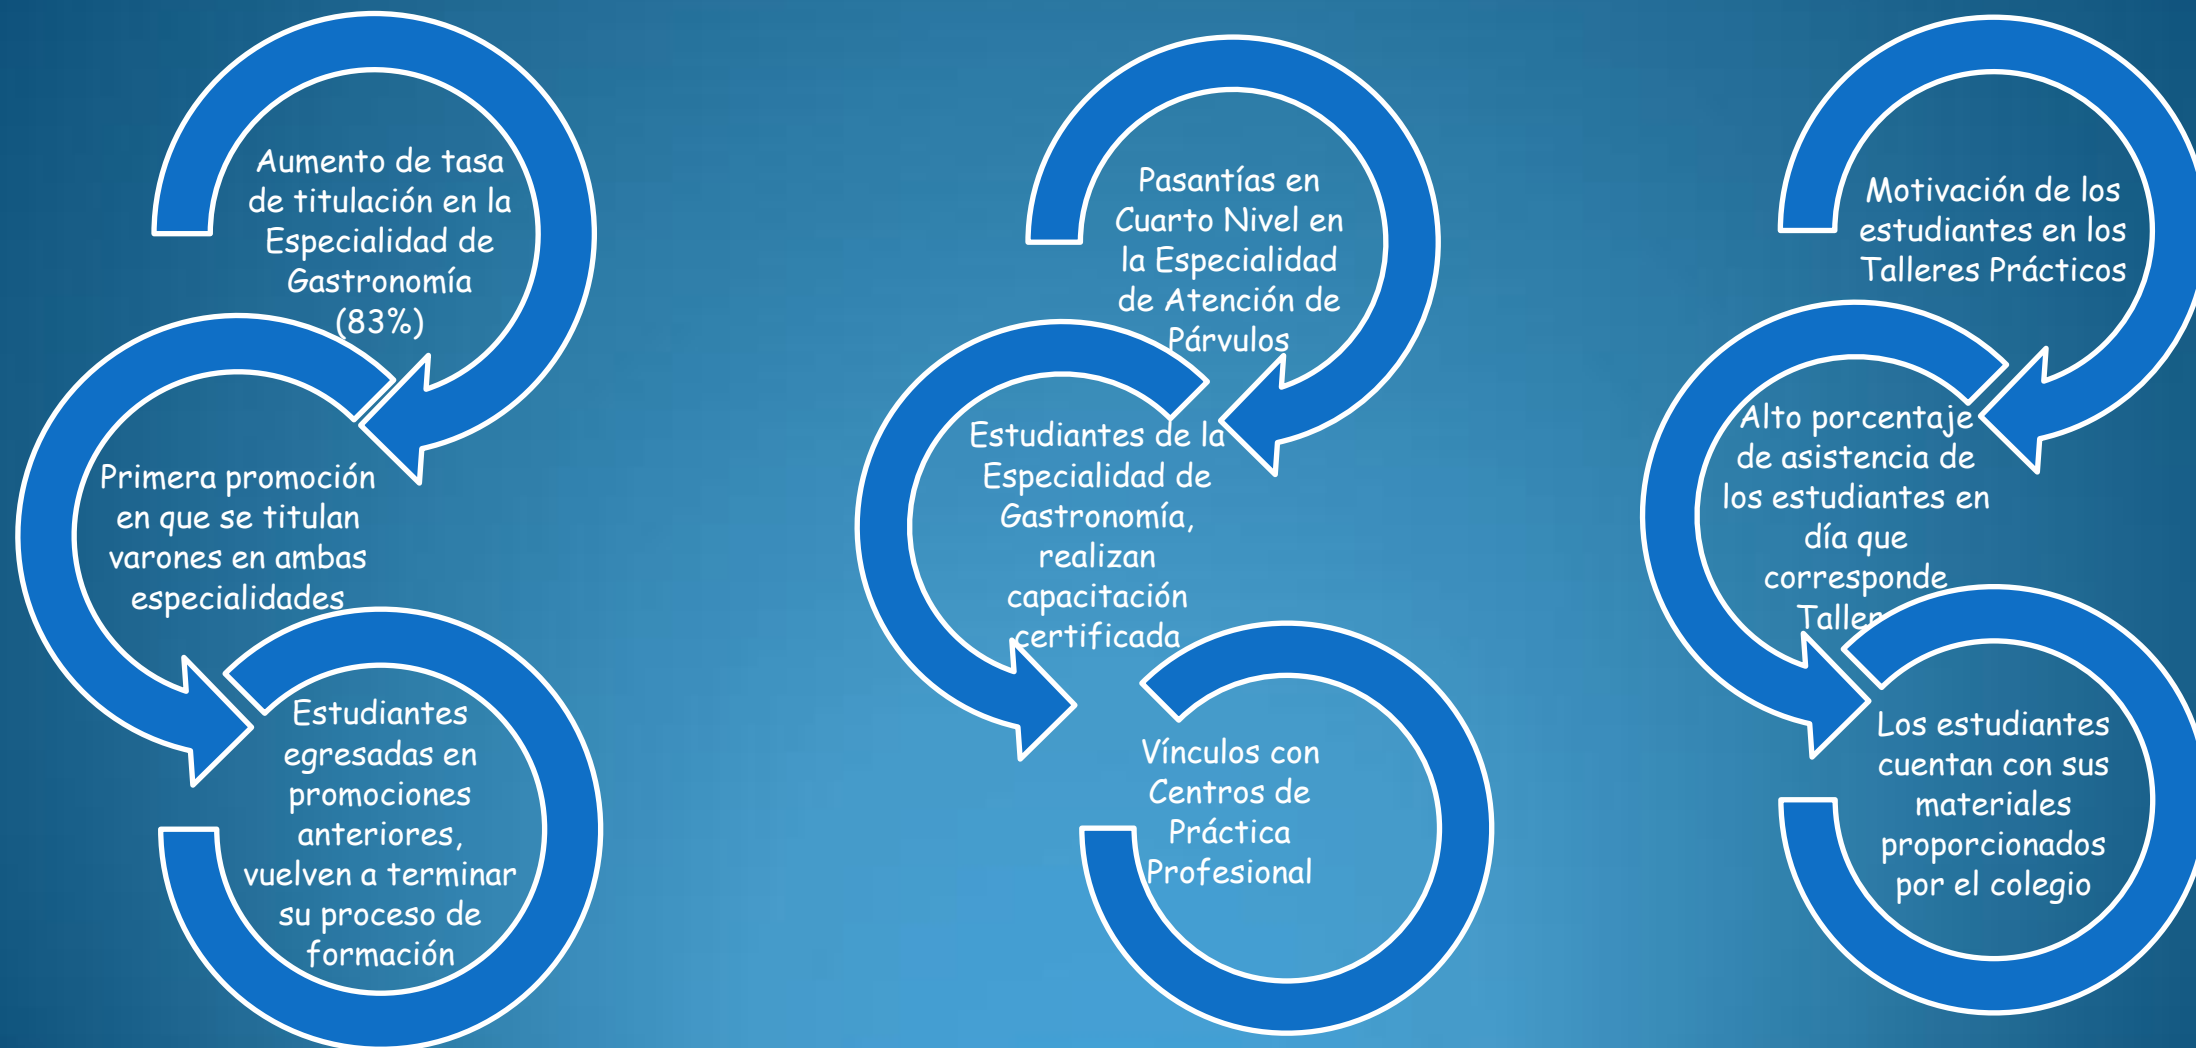 Aumento de tasa
de titulación en la
Especialidad de
Gastronomía
(83%)
Primera promoción
en que se titulan
varones en ambas
especialidades
Estudiantes
egresadas en
promociones
anteriores,
vuelven a terminar
su proceso de
formación
Pasantías en
Cuarto Nivel en
la Especialidad
de Atención de
Párvulos
Estudiantes de la
Especialidad de
Gastronomía,
realizan
capacitación
certificada
Vínculos con
Centros de
Práctica
Profesional
Motivación de los
estudiantes en los
Talleres Prácticos
Alto porcentaje
de asistencia de
los estudiantes en
día que
corresponde
Taller
Los estudiantes
cuentan con sus
materiales
proporcionados
por el colegio